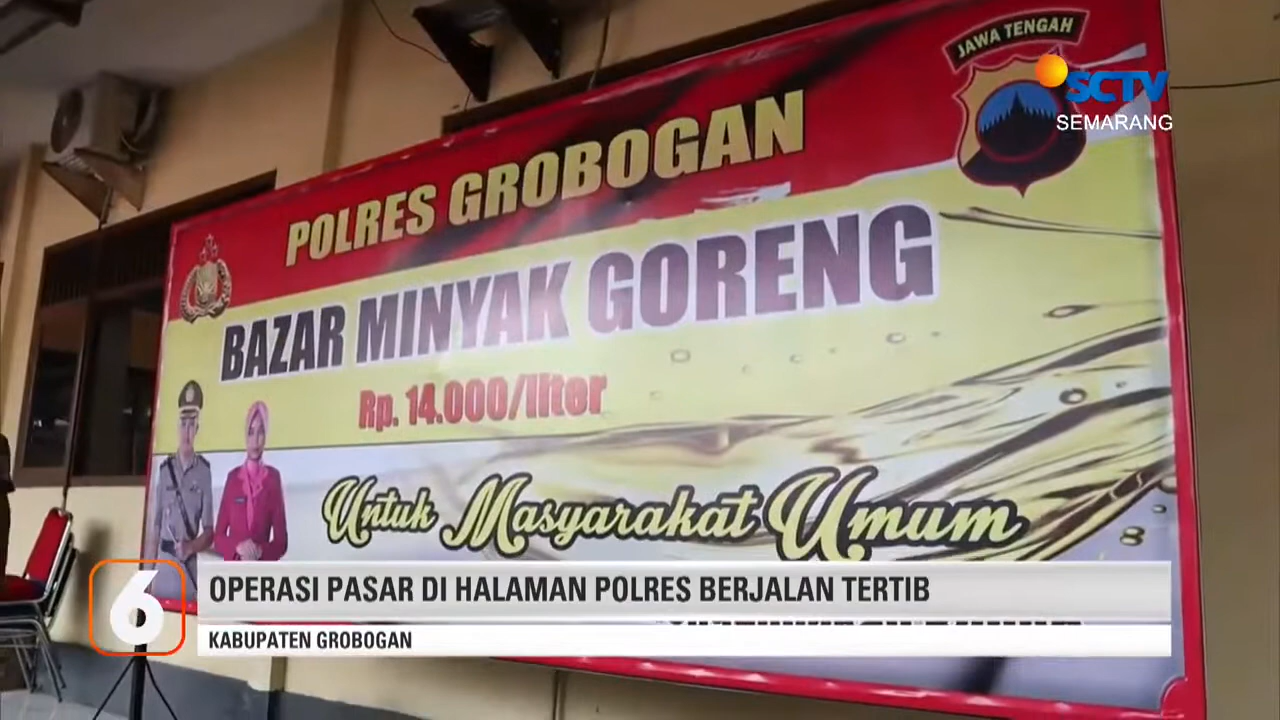 JAWA TENGAH
SCTV
SEMARANG
POLRES GROBOGAN
BAZAR MINYAK GORENG
Rp. 14.000/liter
Untuk Masyarakat Umum
6
OPERASI PASAR DI HALAMAN POLRES BERJALAN TERTIB
KABUPATEN GROBOGAN